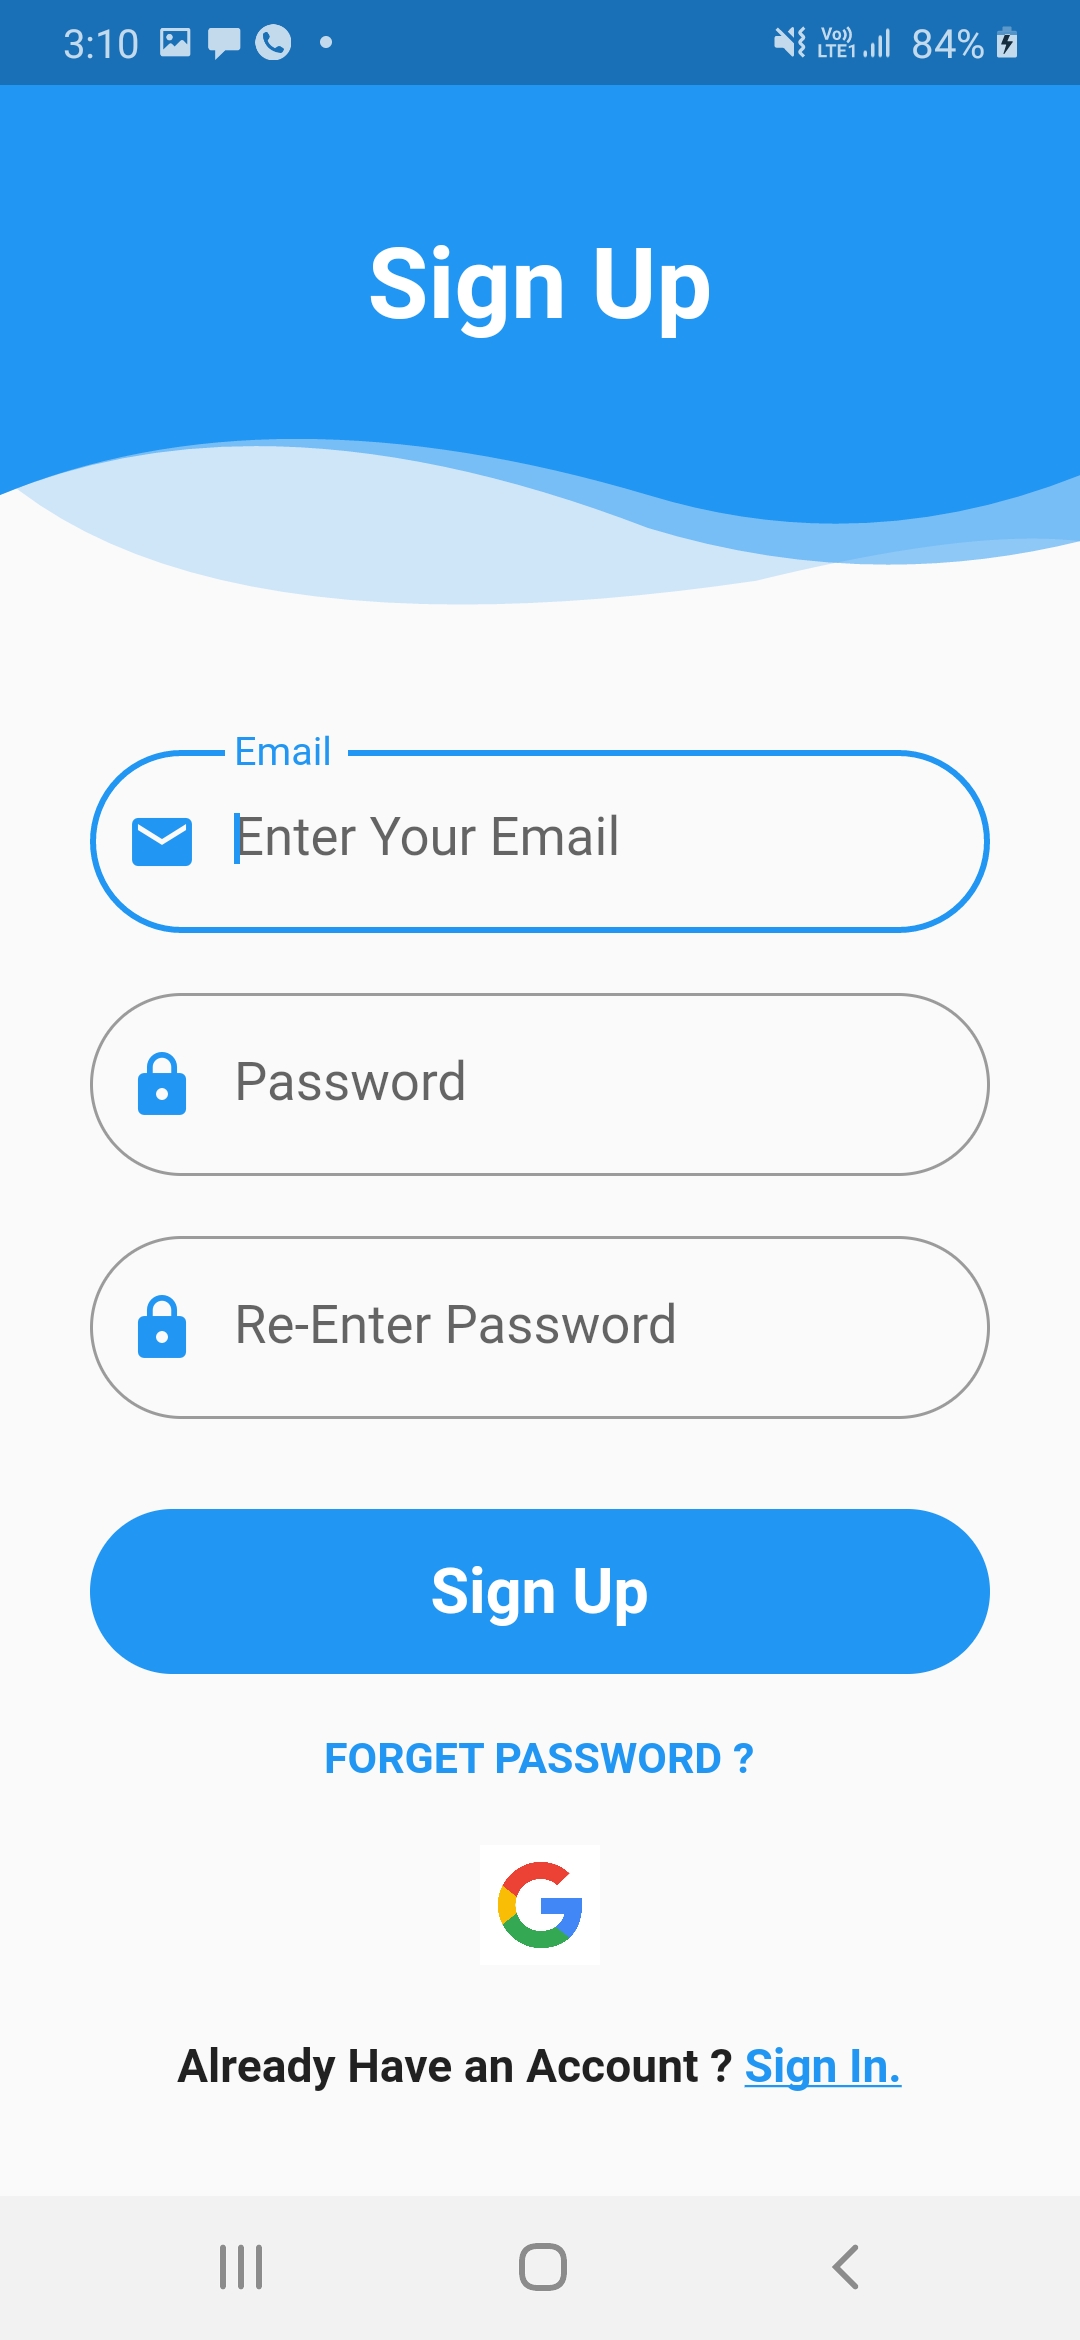 3:10 Vo)) LTE1 84%
Sign Up
Email
Enter Your Email
Password
Re-Enter Password
Sign Up
FORGET PASSWORD ?
Already Have an Account ? Sign In.